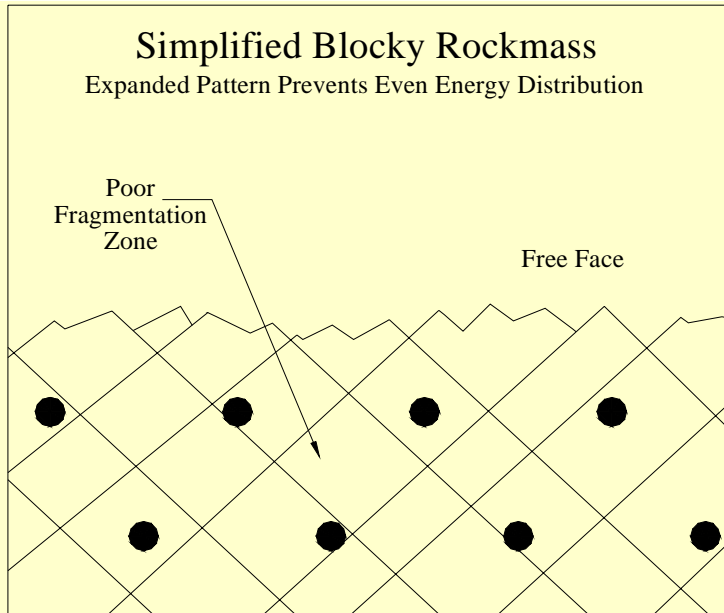 Simplified Blocky Rockmass
Expanded Pattern Prevents Even Energy Distribution
Poor
Fragmentation
Zone
Free Face